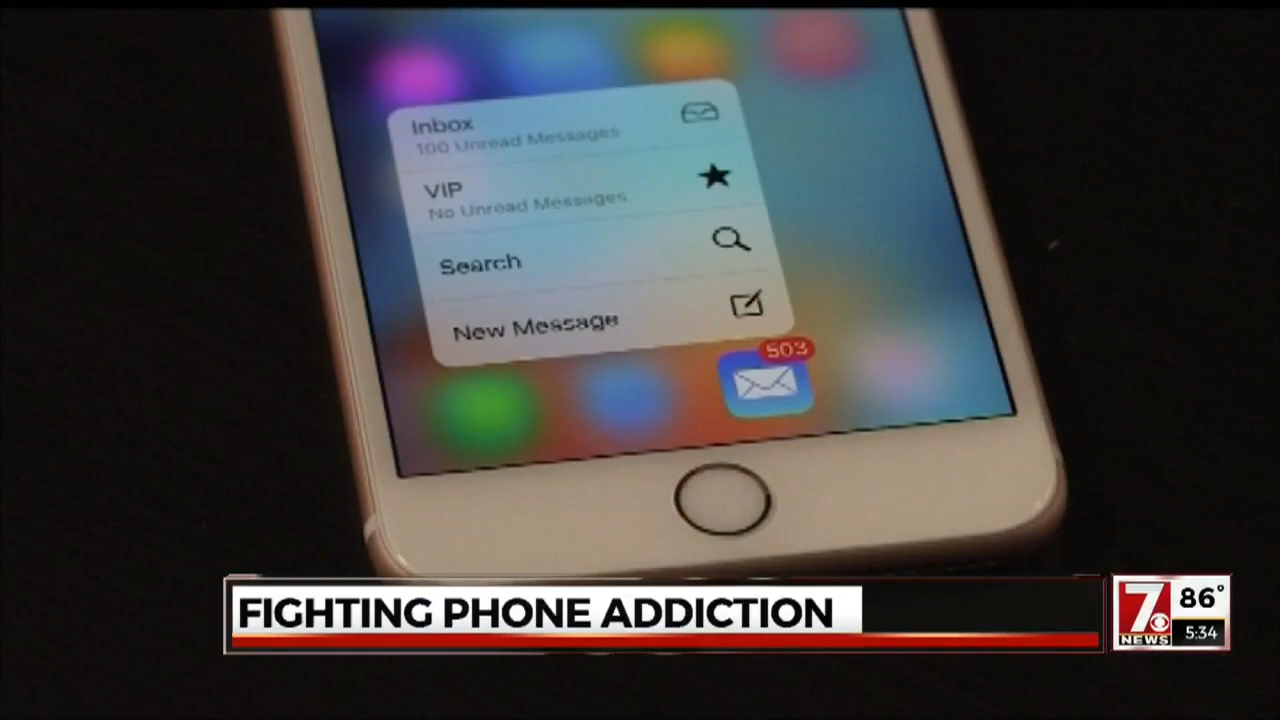 Inbox
100 Unread Messages
VIP
No Unread Messages
Search
New Message
503
FIGHTING PHONE ADDICTION
7
NEWS
86°
5:34